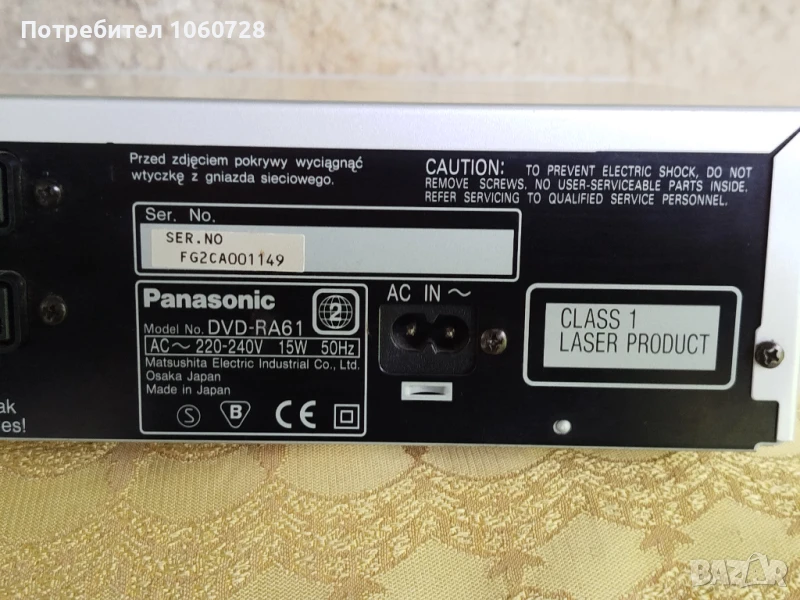 Потребител 1060728
Przed zdjęciem pokrywy wyciągnąć
wtyczkę z gniazda sieciowego.
CAUTION: TO PREVENT ELECTRIC SHOCK, DO NOT
REMOVE SCREWS. NO USER-SERVICEABLE PARTS INSIDE.
REFER SERVICING TO QUALIFIED SERVICE PERSONNEL.
Ser. No.
SER.NO
FG2CA001149
Panasonic
2
Model No. DVD-RA61
AC～ 220-240V 15W 50Hz
Matsushita Electric Industrial Co., Ltd.
Osaka Japan
Made in Japan
S B CE
AC IN ～
CLASS 1
LASER PRODUCT
ak
es!
BAZAR